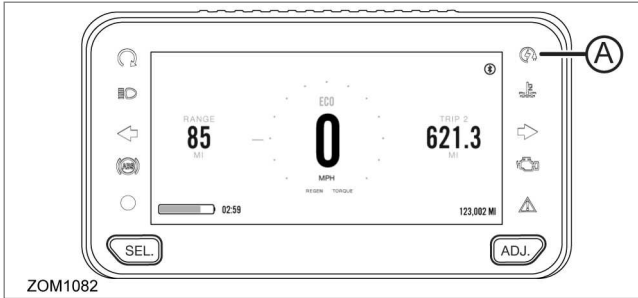 A
ECO
RANGE
85
MI
0
TRIP 2
621.3
MI
MPH
REGEN TORQUE
02:59
123,002 MI
ABS
SEL.
ADJ.
ZOM1082